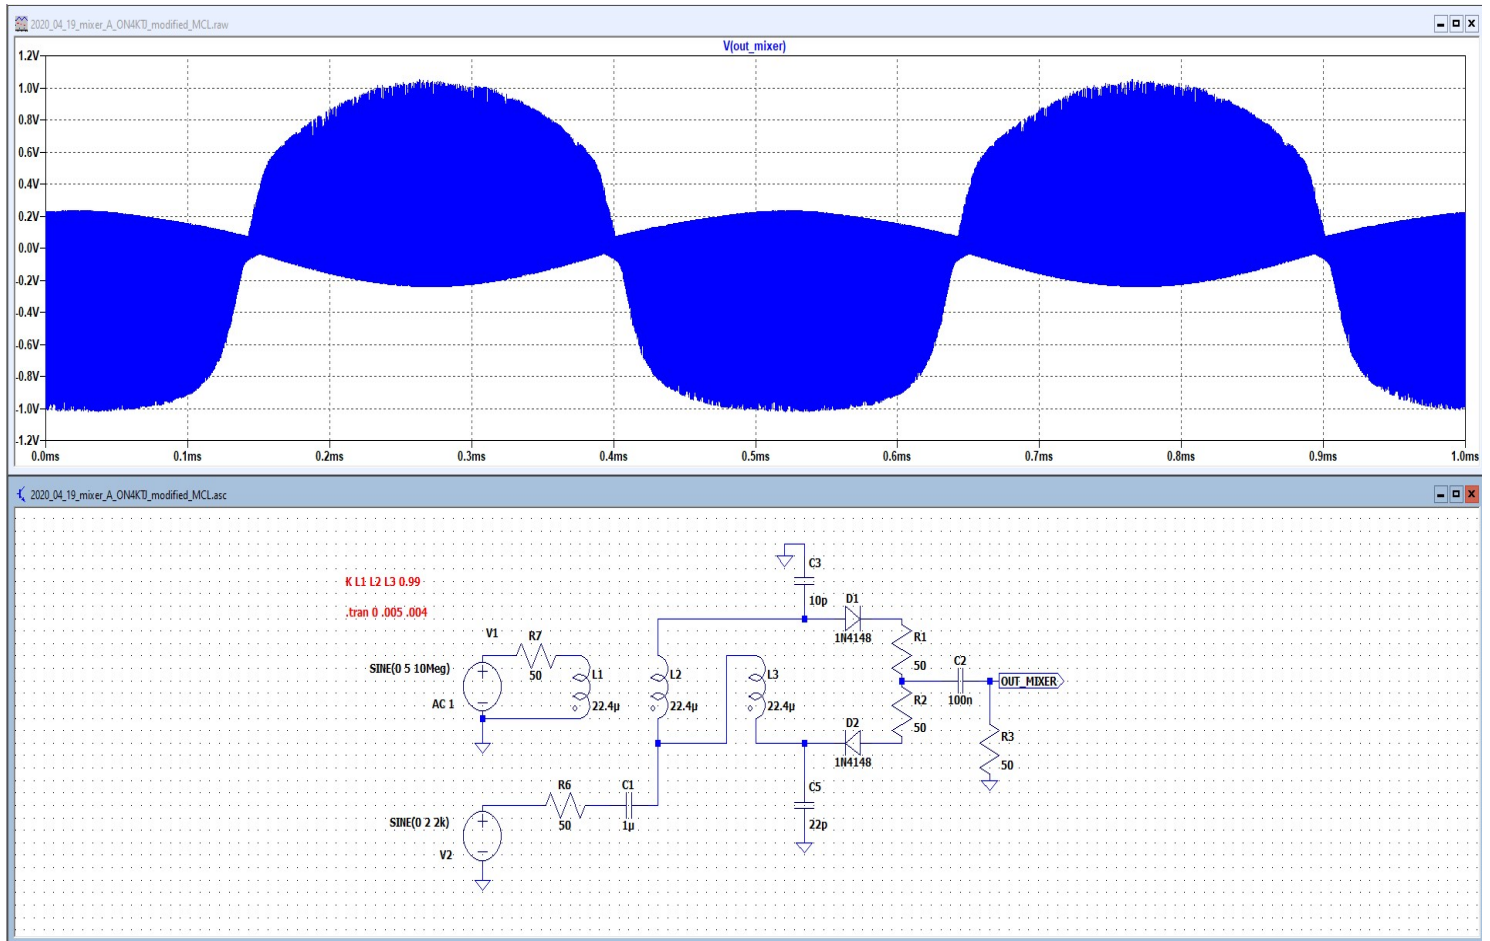 2020_04_19_mixer_A_ON4KTJ_modified_MCL.raw
V(out_mixer)
1.2V
1.0V
0.8V
0.6V
0.4V
0.2V
0.0V
-0.2V
-0.4V
-0.6V
-0.8V
-1.0V
-1.2V
0.0ms 0.1ms 0.2ms 0.3ms 0.4ms 0.5ms 0.6ms 0.7ms 0.8ms 0.9ms 1.0ms
2020_04_19_mixer_A_ON4KTJ_modified_MCL.asc
K L1 L2 L3 0.99
.tran 0 .005 .004
V1
SINE(0 5 10Meg)
AC 1
R7
50
L1
22.4µ
L2
22.4µ
L3
22.4µ
C3
10p
D1
1N4148
R1
50
R2
50
D2
1N4148
C2
100n
OUT_MIXER
R3
50
C5
22p
R6
50
C1
1µ
SINE(0 2 2k)
V2